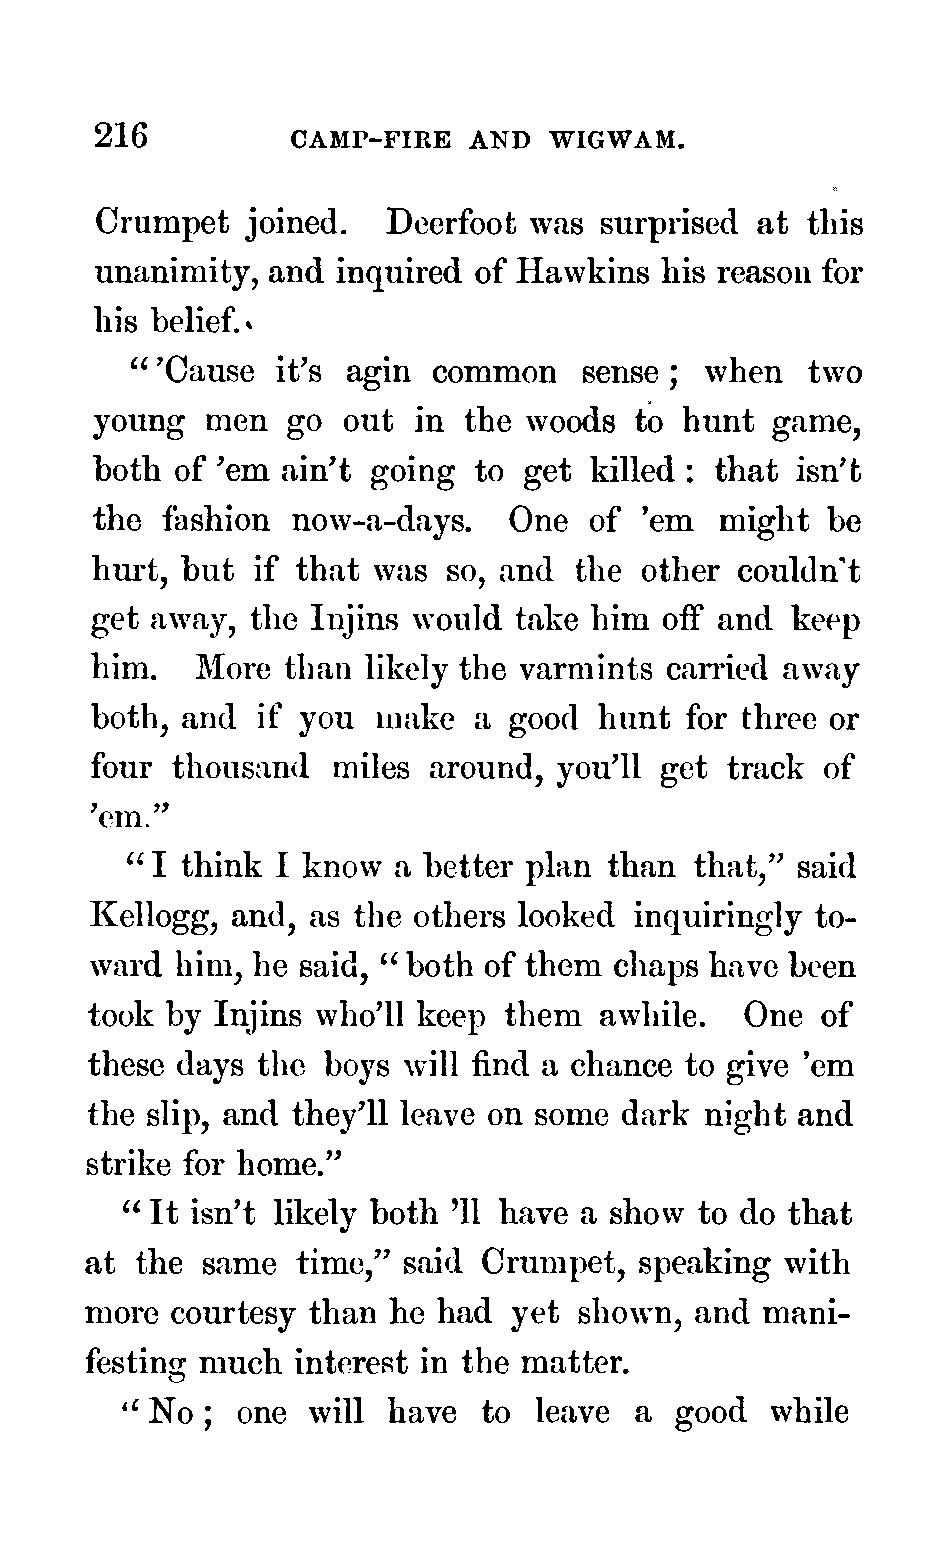 216 CAMP-FIRE AND WIGWAM.
Crumpet joined. Deerfoot was surprised at this
unanimity, and inquired of Hawkins his reason for
his belief.
“’Cause it’s agin common sense; when two
young men go out in the woods to hunt game,
both of ’em ain’t going to get killed: that isn’t
the fashion now-a-days. One of ’em might be
hurt, but if that was so, and the other couldn’t
get away, the Injins would take him off and keep
him. More than likely the varmints carried away
both, and if you make a good hunt for three or
four thousand miles around, you’ll get track of
’em.”
“I think I know a better plan than that,” said
Kellogg, and, as the others looked inquiringly to-
ward him, he said, “both of them chaps have been
took by Injins who’ll keep them awhile. One of
these days the boys will find a chance to give ’em
the slip, and they’ll leave on some dark night and
strike for home.”
“It isn’t likely both ’ll have a show to do that
at the same time,” said Crumpet, speaking with
more courtesy than he had yet shown, and mani-
festing much interest in the matter.
“No; one will have to leave a good while